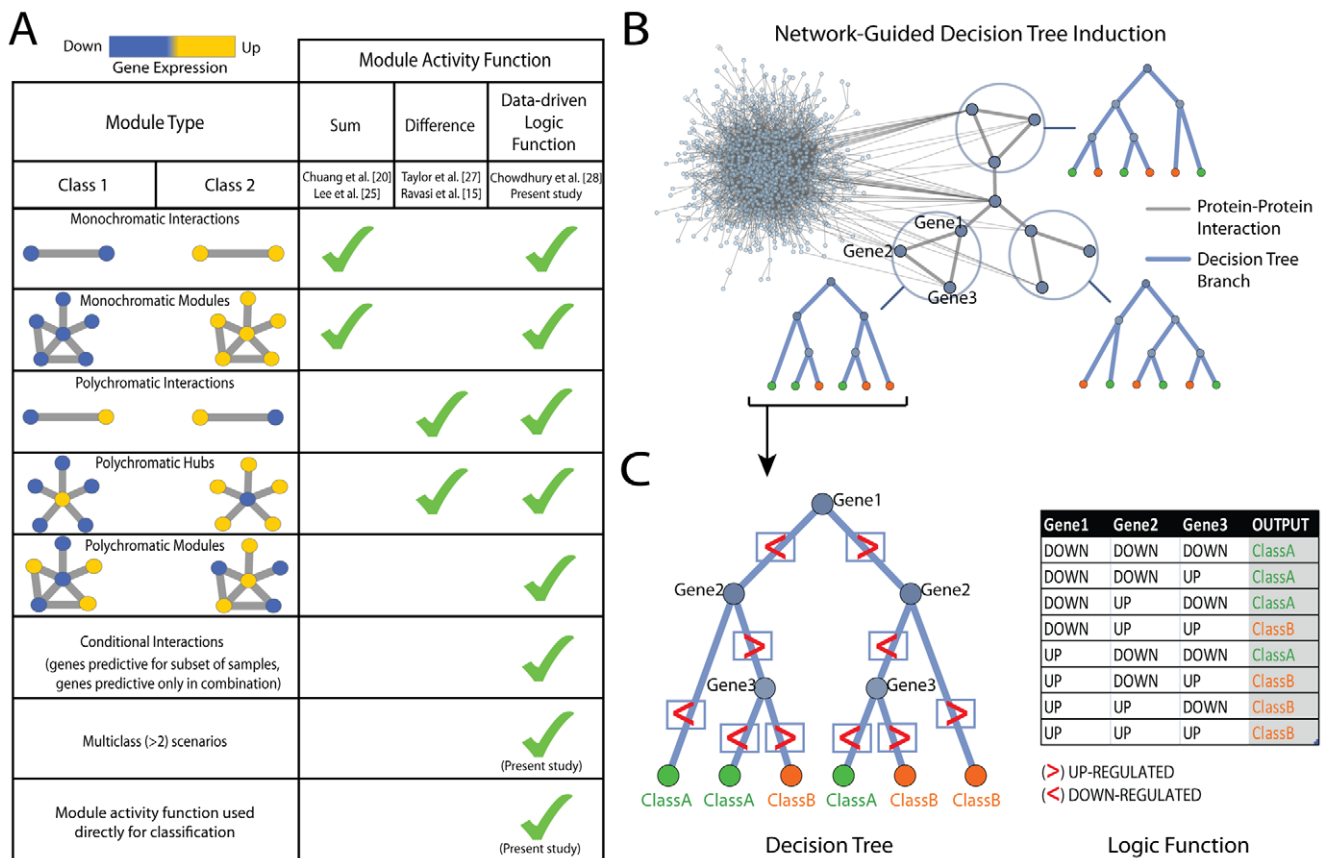 A
Down
Up
Gene Expression
Module Activity Function
Module Type
Sum
Difference
Data-driven
Logic
Function
Class 1
Class 2
Chuang et al. [20]
Lee et al. [25]
Taylor et al. [27]
Ravasi et al. [15]
Chowdhury et al. [28]
Present study
Monochromatic Interactions
Monochromatic Modules
Polychromatic Interactions
Polychromatic Hubs
Polychromatic Modules
Conditional Interactions
(genes predictive for subset of samples,
genes predictive only in combination)
Multiclass (>2) scenarios
(Present study)
Module activity function used
directly for classification
(Present study)
B
Network-Guided Decision Tree Induction
Gene1
Gene2
Gene3
Protein-Protein
Interaction
Decision Tree
Branch
C
Gene1
< >
Gene2
Gene2
> <
Gene3
Gene3
< >
< > < >
ClassA ClassA ClassB ClassA ClassB ClassB
Decision Tree
Gene1 Gene2 Gene3 OUTPUT
DOWN DOWN DOWN ClassA
DOWN DOWN UP ClassA
DOWN UP DOWN ClassA
DOWN UP UP ClassB
UP DOWN DOWN ClassA
UP DOWN UP ClassB
UP UP DOWN ClassB
UP UP UP ClassB
(>) UP-REGULATED
(<) DOWN-REGULATED
Logic Function